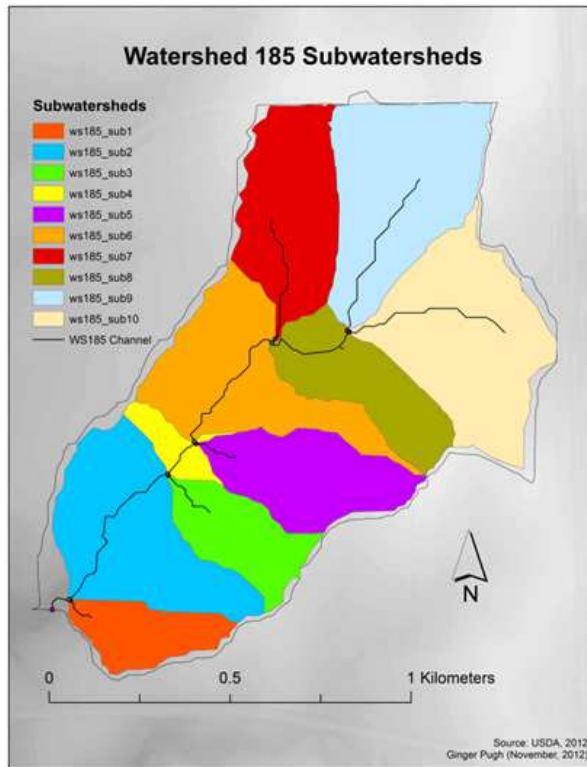 Watershed 185 Subwatersheds
Subwatersheds
ws185_sub1
ws185_sub2
ws185_sub3
ws185_sub4
ws185_sub5
ws185_sub6
ws185_sub7
ws185_sub8
ws185_sub9
ws185_sub10
WS185 Channel
N
0 0.5 1 Kilometers
Source: USDA, 2012
Ginger Pugh (November, 2012)